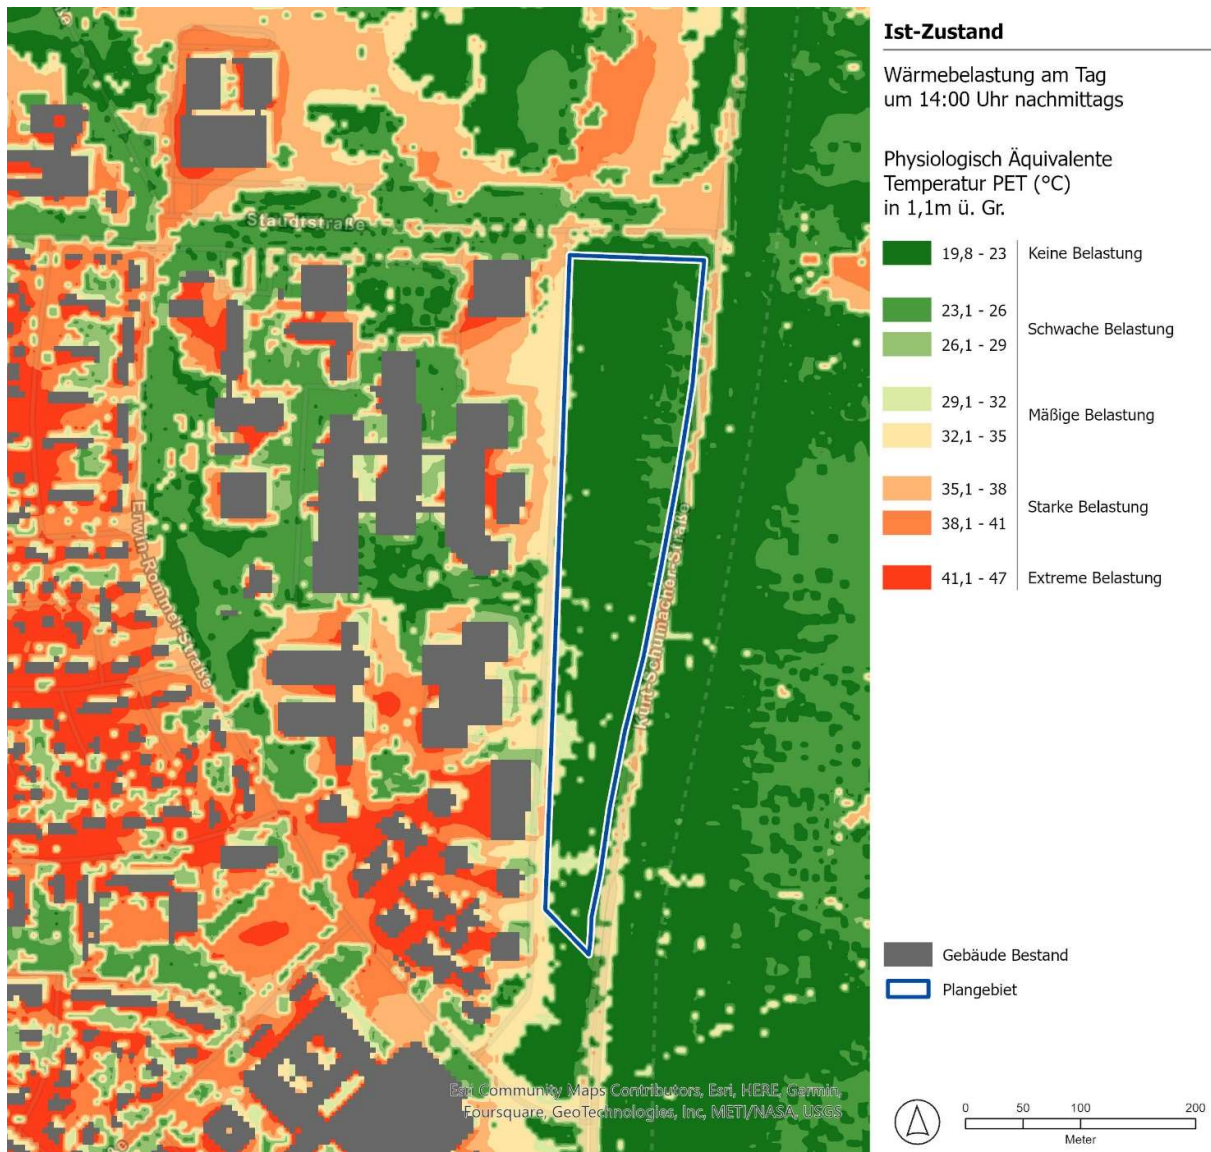 Ist-Zustand
Wärmebelastung am Tag
um 14:00 Uhr nachmittags
Physiologisch Äquivalente
Temperatur PET (°C)
in 1,1m ü. Gr.
19,8 - 23 Keine Belastung
23,1 - 26
Schwache Belastung
26,1 - 29
29,1 - 32
Mäßige Belastung
32,1 - 35
35,1 - 38
Starke Belastung
38,1 - 41
41,1 - 47 Extreme Belastung
Staudtstraße
Erwin-Rommel-Straße
Kurt-Schumacher-Straße
Gebäude Bestand
Plangebiet
Esri Community Maps Contributors, Esri, HERE, Garmin,
Foursquare, GeoTechnologies, Inc, METI/NASA, USGS
0 50 100 200
Meter